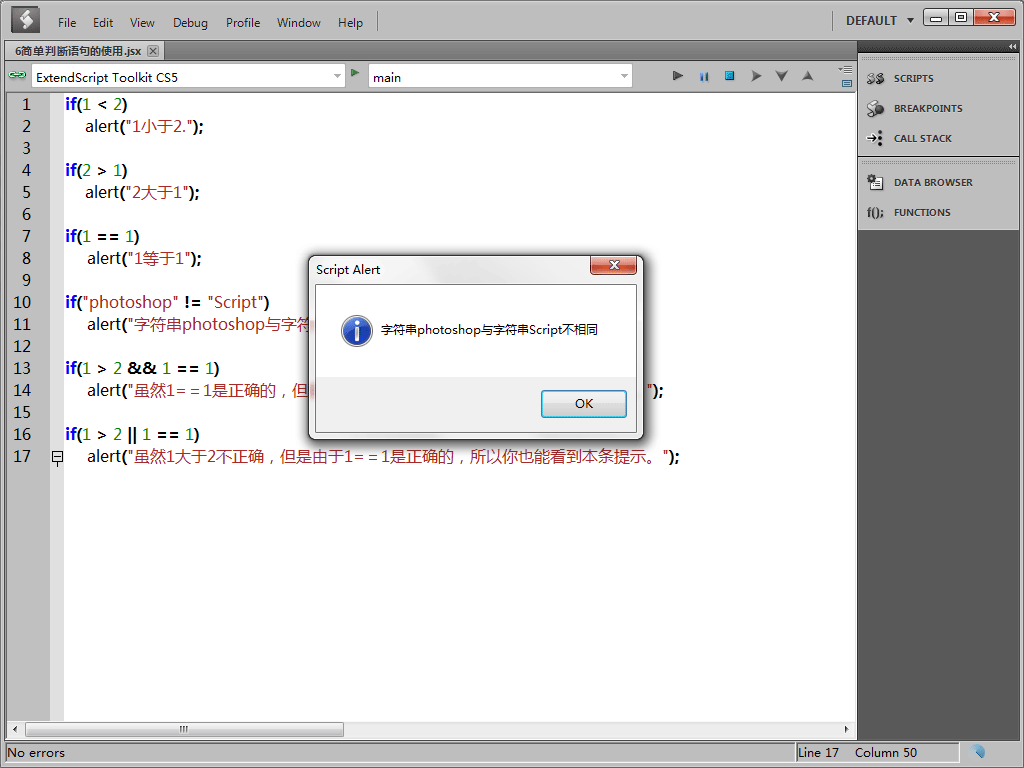 File Edit View Debug Profile Window Help
DEFAULT
6简单判断语句的使用.jsx
ExtendScript Toolkit CS5
main
SCRIPTS
BREAKPOINTS
CALL STACK
DATA BROWSER
f(); FUNCTIONS
1 if(1 < 2)
2 alert("1小于2.");
3
4 if(2 > 1)
5 alert("2大于1");
6
7 if(1 == 1)
8 alert("1等于1");
9
10 if("photoshop" != "Script")
11 alert("字符串photoshop与字符
12
13 if(1 > 2 && 1 == 1)
14 alert("虽然1==1是正确的，但 ");
15
16 if(1 > 2 || 1 == 1)
17 alert("虽然1大于2不正确，但是由于1==1是正确的，所以你也能看到本条提示。");
Script Alert
字符串photoshop与字符串Script不相同
OK
No errors
Line 17 Column 50